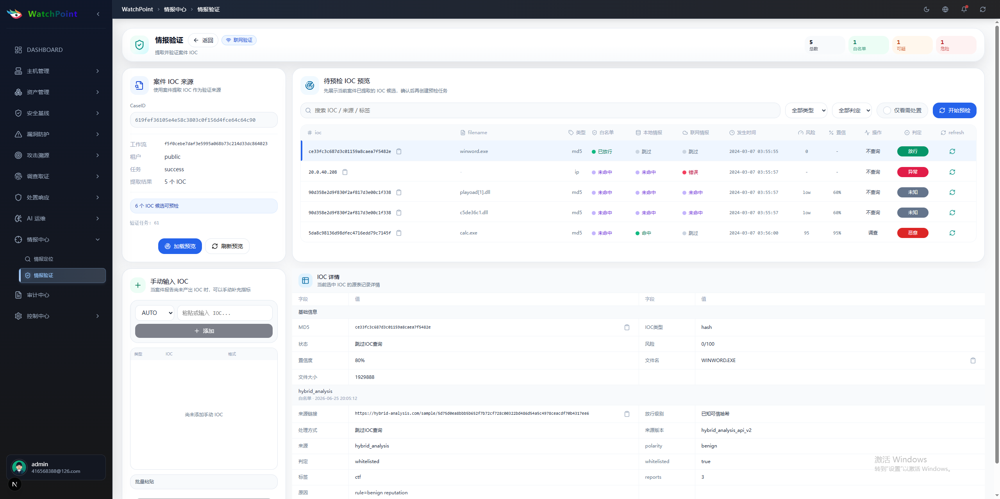 WatchPoint
DASHBOARD
主机管理
资产管理
安全基线
漏洞防护
攻击溯源
调查取证
处置响应
AI 运维
情报中心
情报定位
情报验证
审计中心
控制中心
admin
416568388@126.com
N
WatchPoint › 情报中心 › 情报验证
情报验证 返回 联网验证
提取并验证案件 IOC
5 总数
1 白名单
1 可疑
1 危险
案件 IOC 来源
使用案件提取 IOC 作为验证来源
CaseID
619fef36105e4e58c3803c0f156d4fce64c64c90
工作流 f5f0cebe7daf3e5995a068b73c214d33dc864023
租户 public
任务 success
提取结果 5 个 IOC
6 个 IOC 候选可预检
验证任务: 61
加载预览 刷新预览
待预检 IOC 预览
先展示当前案件已提取的 IOC 候选，确认后再创建预检任务
搜索 IOC / 来源 / 标签 全部类型 全部判定 仅看需处置 开始预检
ioc filename 类型 白名单 本地情报 联网情报 发生时间 风险 置信 操作 判定 refresh
ce33fc3c687d3c01159a8caea7f5482e winword.exe md5 已放行 跳过 跳过 2024-03-07 03:55:55 0 - 不查询 放行
20.0.40.208 - ip 未命中 未命中 错误 2024-03-07 03:55:57 - - 不查询 异常
90d358e2d9f830f2af817d3e00c1f338 playoad[1].dll md5 未命中 未命中 未命中 2024-03-07 03:55:57 low 60% 不查询 未知
90d358e2d9f830f2af817d3e00c1f338 c5de36c1.dll md5 未命中 未命中 未命中 2024-03-07 03:55:57 low 60% 不查询 未知
5da8c98136d98dfec4716edd79c7145f calc.exe md5 未命中 命中 跳过 2024-03-07 03:56:00 95 95% 调查 恶意
手动输入 IOC
当案件报告尚未产出 IOC 时，可以手动补充指标
AUTO 粘贴或输入 IOC...
添加
类型 IOC 格式
尚未添加手动 IOC
批量粘贴
IOC 详情
当前选中 IOC 的源表记录详情
字段 值 字段 值
基础信息
MD5 ce33fc3c687d3c01159a8caea7f5482e IOC类型 hash
状态 跳过IOC查询 风险 0/100
置信度 80% 文件名 WINWORD.EXE
文件大小 1929888
hybrid_analysis
白名单 · 2026-06-25 20:05:12
来源链接 https://hybrid-analysis.com/sample/5d75d0ea8bbb5b652f7b72cf728c00322bd486d54a5c4978ceacdf70b4317ee6 放行级别 已知可信哈希
处理方式 跳过IOC查询 来源版本 hybrid_analysis_api_v2
来源 hybrid_analysis polarity benign
判定 whitelisted whitelisted true
标签 ctf reports 3
原因 rule=benign reputation
激活 Windows
转到"设置"以激活 Windows。